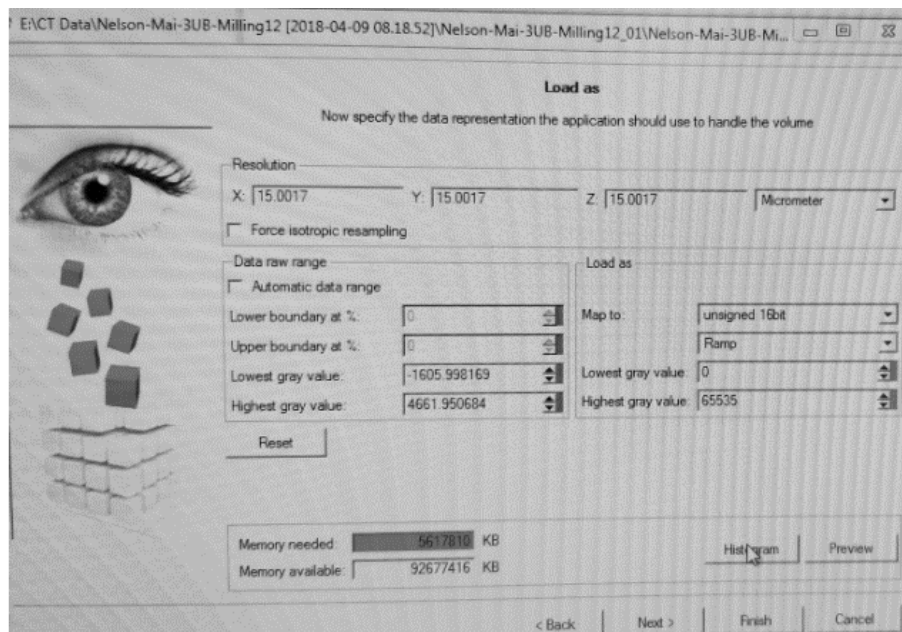 E:\CT Data\Nelson-Mai-3UB-Milling12 [2018-04-09 08.18.52]\Nelson-Mai-3UB-Milling12_01\Nelson-Mai-3UB-Mi...
Load as
Now specify the data representation the application should use to handle the volume
Resolution
X: 15.0017 Y: 15.0017 Z: 15.0017 Micrometer
Force isotropic resampling
Data raw range
Automatic data range
Lower boundary at %: 0
Upper boundary at %: 0
Lowest gray value: -1605.998169
Highest gray value: 4661.950684
Load as
Map to: unsigned 16bit
Ramp
Lowest gray value: 0
Highest gray value: 65535
Reset
Memory needed: 5617810 KB
Memory available: 92677416 KB
Histogram Preview
< Back Next > Finish Cancel